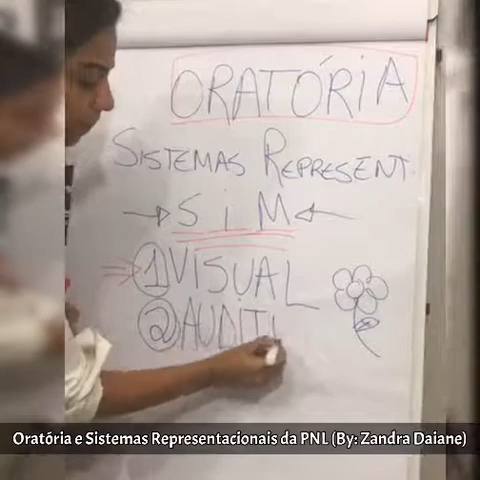 ORATÓRIA
SISTEMAS REPRESENT.
S i M
1 VISUAL
2 AUDITI
Oratória e Sistemas Representacionais da PNL (By: Zandra Daiane)